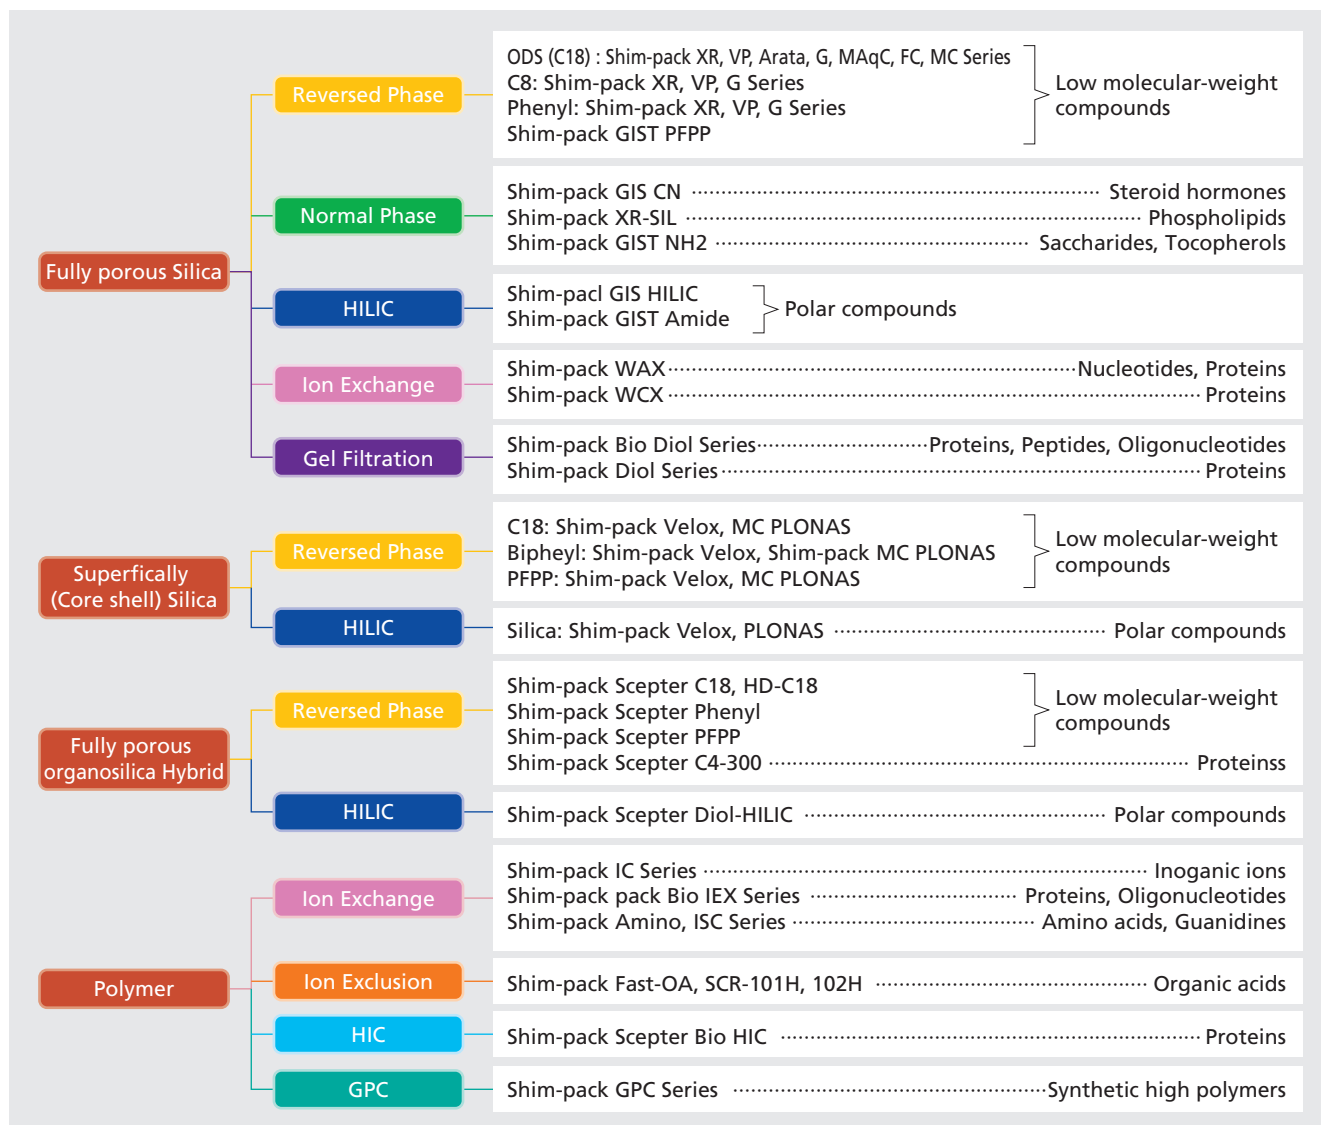 Fully porous Silica
Reversed Phase
ODS (C18) : Shim-pack XR, VP, Arata, G, MAqC, FC, MC Series
C8: Shim-pack XR, VP, G Series
Phenyl: Shim-pack XR, VP, G Series
Shim-pack GIST PFPP
Low molecular-weight
compounds
Normal Phase
Shim-pack GIS CN ········ Steroid hormones
Shim-pack XR-SIL ········ Phospholipids
Shim-pack GIST NH2 ········ Saccharides, Tocopherols
HILIC
Shim-pacl GIS HILIC
Shim-pack GIST Amide
Polar compounds
Ion Exchange
Shim-pack WAX ········ Nucleotides, Proteins
Shim-pack WCX ········ Proteins
Gel Filtration
Shim-pack Bio Diol Series ········ Proteins, Peptides, Oligonucleotides
Shim-pack Diol Series ········ Proteins
Superfically
(Core shell) Silica
Reversed Phase
C18: Shim-pack Velox, MC PLONAS
Bipheyl: Shim-pack Velox, Shim-pack MC PLONAS
PFPP: Shim-pack Velox, MC PLONAS
Low molecular-weight
compounds
HILIC
Silica: Shim-pack Velox, PLONAS ········ Polar compounds
Fully porous
organosilica Hybrid
Reversed Phase
Shim-pack Scepter C18, HD-C18
Shim-pack Scepter Phenyl
Shim-pack Scepter PFPP
Low molecular-weight
compounds
Shim-pack Scepter C4-300 ········ Proteinss
HILIC
Shim-pack Scepter Diol-HILIC ········ Polar compounds
Polymer
Ion Exchange
Shim-pack IC Series ········ Inoganic ions
Shim-pack pack Bio IEX Series ········ Proteins, Oligonucleotides
Shim-pack Amino, ISC Series ········ Amino acids, Guanidines
Ion Exclusion
Shim-pack Fast-OA, SCR-101H, 102H ········ Organic acids
HIC
Shim-pack Scepter Bio HIC ········ Proteins
GPC
Shim-pack GPC Series ········ Synthetic high polymers